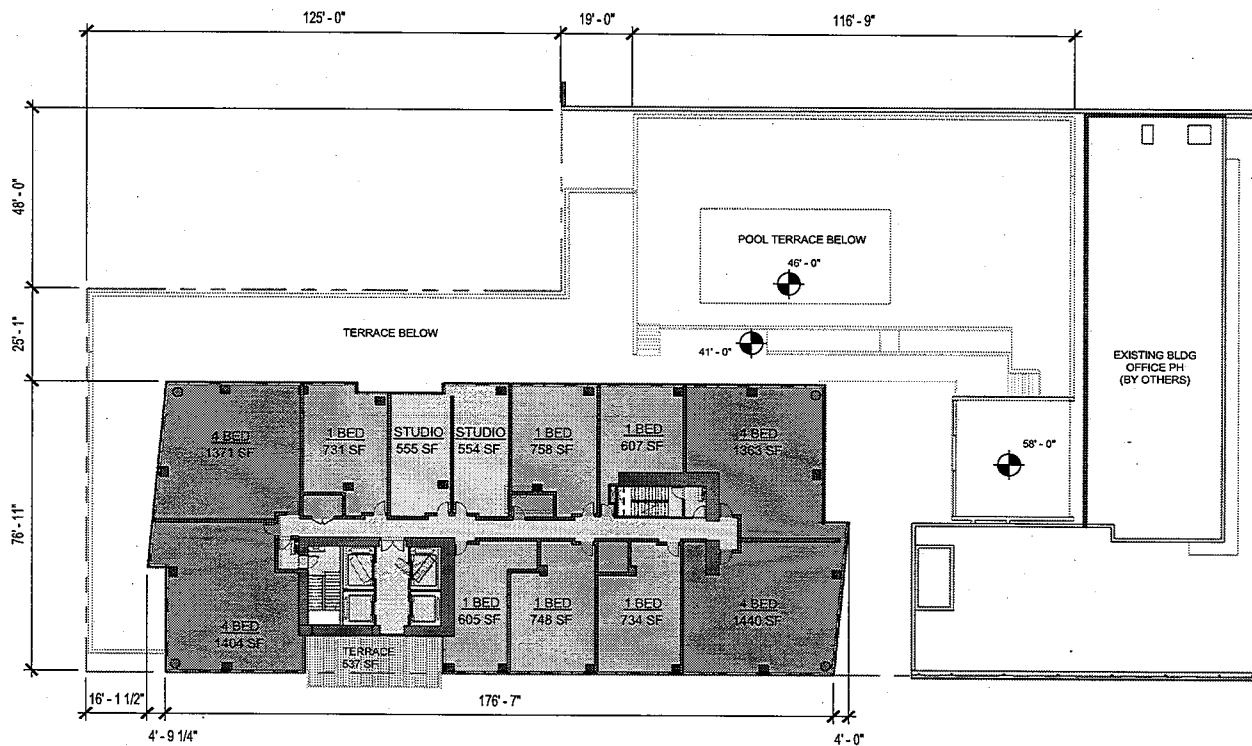 125' - 0"
19' - 0"
116' - 9"
48' - 0"
25' - 1"
76' - 11"
POOL TERRACE BELOW
46' - 0"
TERRACE BELOW
41' - 0"
EXISTING BLDG
OFFICE PH
(BY OTHERS)
58' - 0"
4 BED
1371 SF
1 BED
731 SF
STUDIO
555 SF
STUDIO
554 SF
1 BED
758 SF
1 BED
607 SF
4 BED
1363 SF
4 BED
1404 SF
TERRACE
537 SF
1 BED
605 SF
1 BED
748 SF
1 BED
734 SF
4 BED
1440 SF
16' - 1 1/2"
176' - 7"
4' - 9 1/4"
4' - 0"